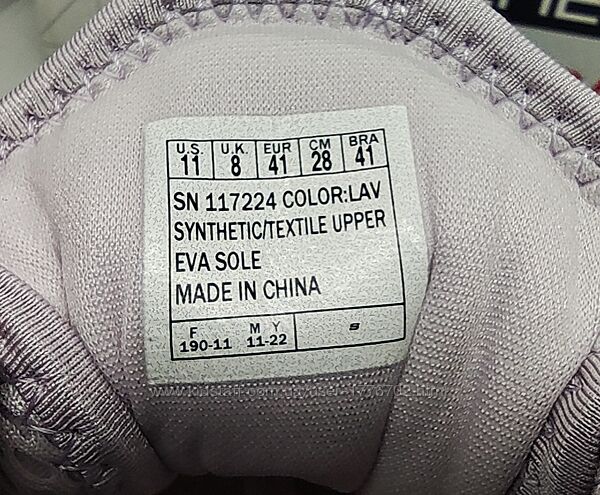 U.S. U.K. EUR CM BRA
11 8 41 28 41
SN 117224 COLOR:LAV
SYNTHETIC/TEXTILE UPPER
EVA SOLE
MADE IN CHINA
F M Y S
190-11 11-22